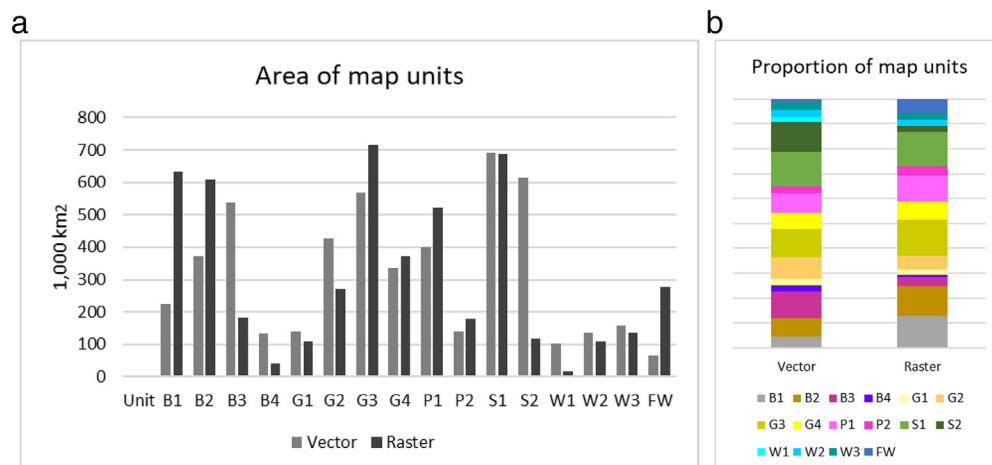 a
Area of map units
1,000 km2
800
700
600
500
400
300
200
100
0
Unit B1 B2 B3 B4 G1 G2 G3 G4 P1 P2 S1 S2 W1 W2 W3 FW
Vector Raster
b
Proportion of map units
Vector Raster
B1 B2 B3 B4 G1 G2
G3 G4 P1 P2 S1 S2
W1 W2 W3 FW